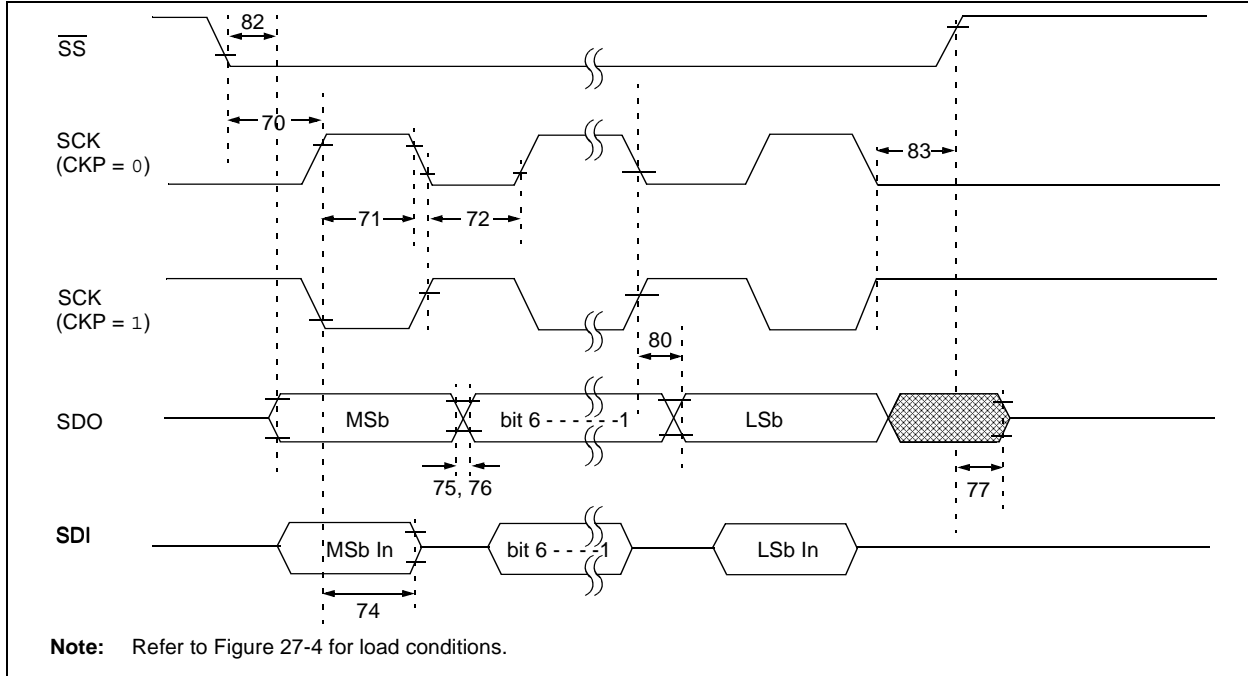 82
SS
70
SCK
(CKP = 0)
83
71
72
SCK
(CKP = 1)
80
SDO
MSb
bit 6 - - - - - -1
LSb
75, 76
77
SDI
MSb In
bit 6 - - - -1
LSb In
74
Note: Refer to Figure 27-4 for load conditions.